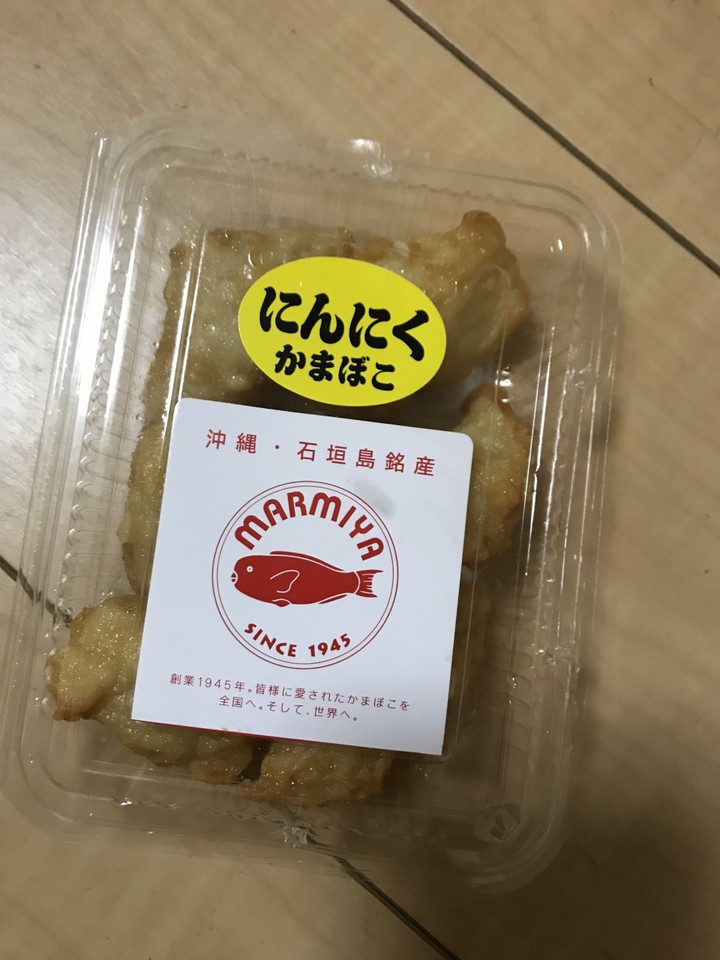 にんにく
かまぼこ
沖縄・石垣島銘産
MARMIYA
SINCE 1945
創業1945年。皆様に愛されたかまぼこを
全国へ。そして、世界へ。